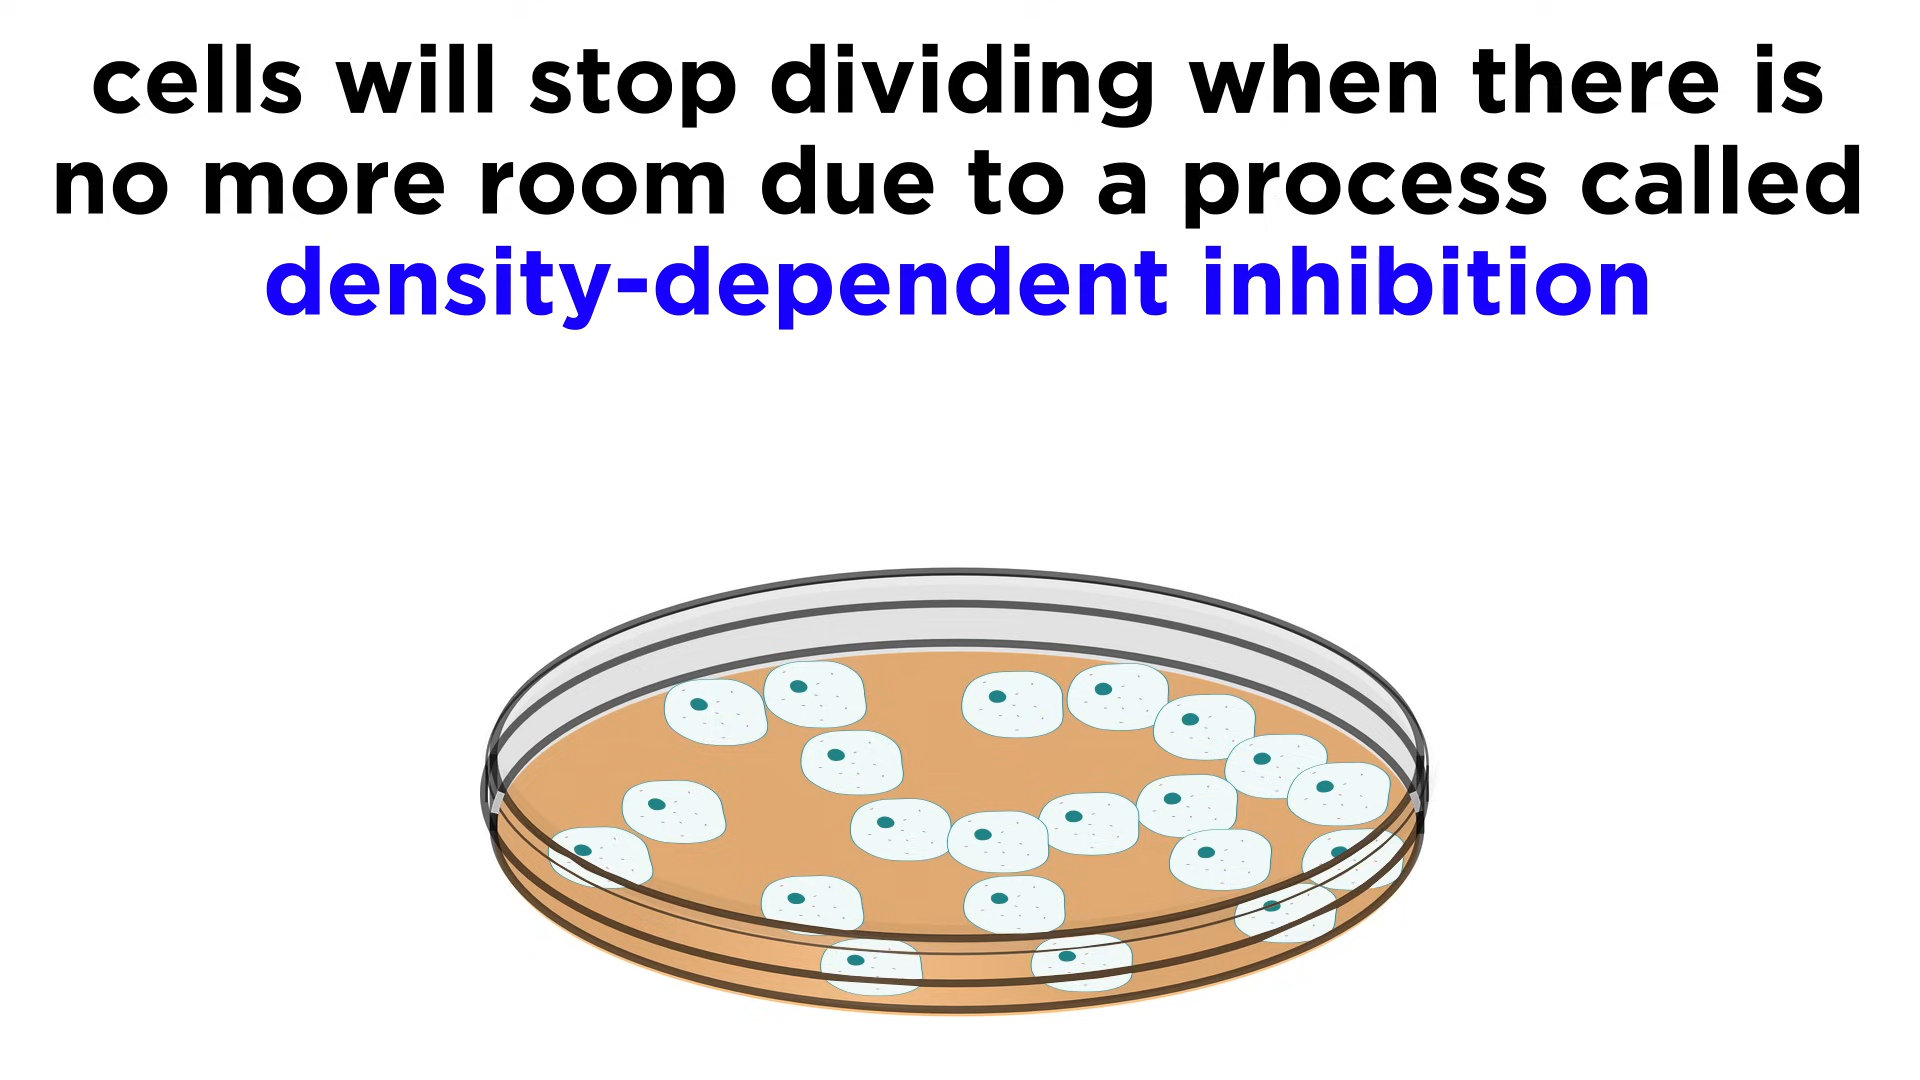 cells will stop dividing when there is
no more room due to a process called
density-dependent inhibition